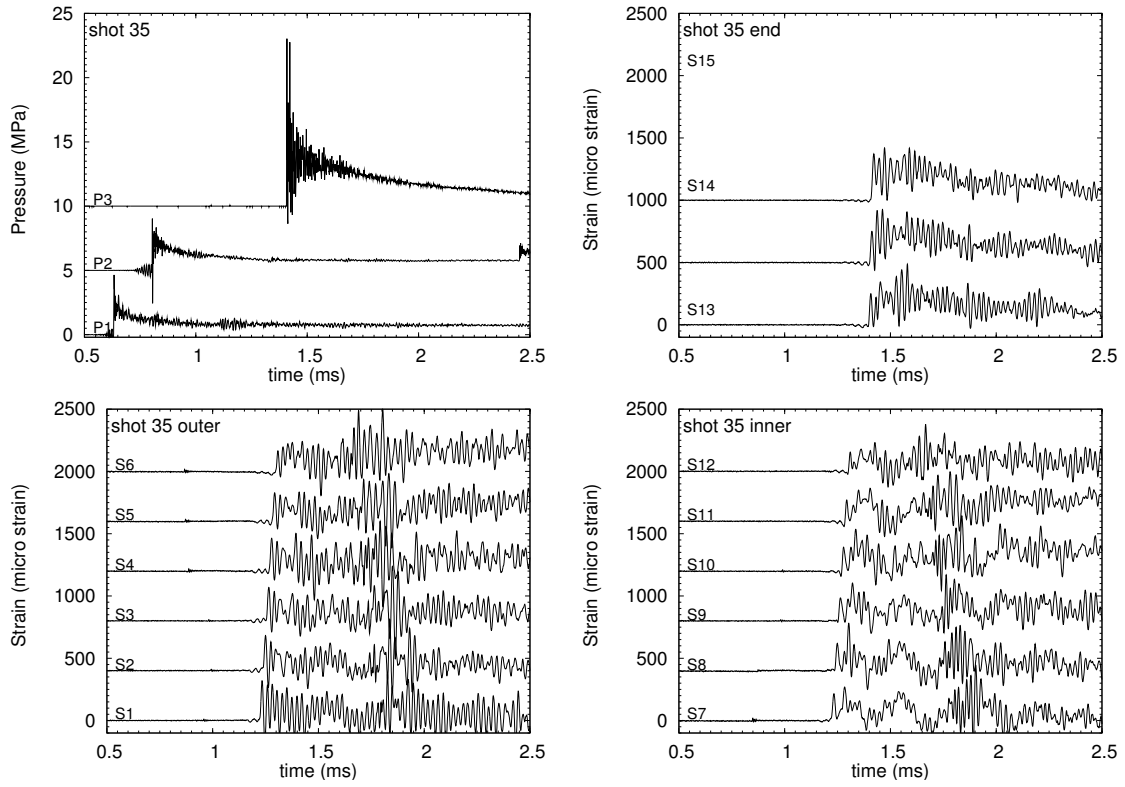 shot 35
25
20
15
10
5
0
Pressure (MPa)
P3
P2
P1
0.5 1 1.5 2 2.5
time (ms)
shot 35 end
2500
2000
1500
1000
500
0
Strain (micro strain)
S15
S14
S13
0.5 1 1.5 2 2.5
time (ms)
shot 35 outer
2500
2000
1500
1000
500
0
Strain (micro strain)
S6
S5
S4
S3
S2
S1
0.5 1 1.5 2 2.5
time (ms)
shot 35 inner
2500
2000
1500
1000
500
0
Strain (micro strain)
S12
S11
S10
S9
S8
S7
0.5 1 1.5 2 2.5
time (ms)